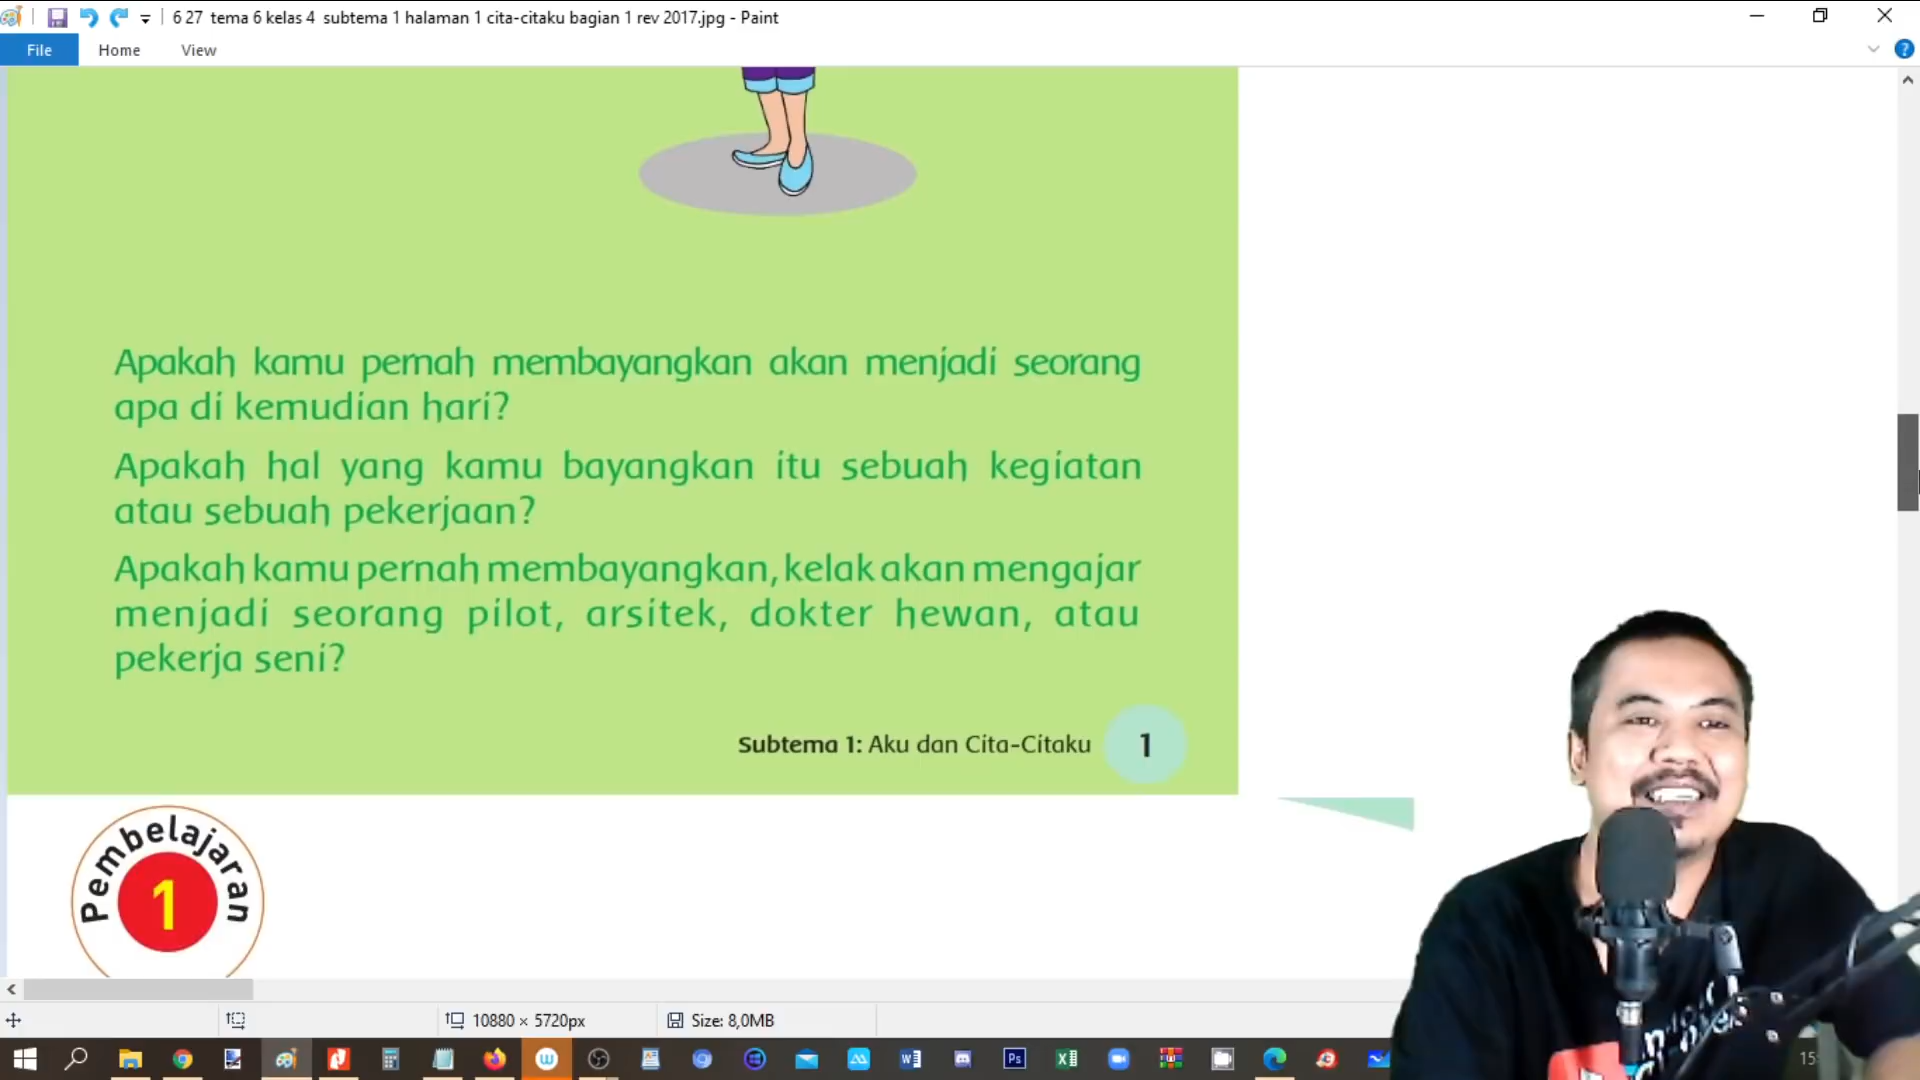 6 27  tema 6 kelas 4  subtema 1 halaman 1 cita-citaku bagian 1 rev 2017.jpg - Paint
File Home View
Apakah kamu pernah membayangkan akan menjadi seorang
apa di kemudian hari?
Apakah hal yang kamu bayangkan itu sebuah kegiatan
atau sebuah pekerjaan?
Apakah kamu pernah membayangkan, kelak akan mengajar
menjadi seorang pilot, arsitek, dokter hewan, atau
pekerja seni?
Subtema 1: Aku dan Cita-Citaku 1
Pembelajaran
1
10880 × 5720px Size: 8,0MB
Ps
15